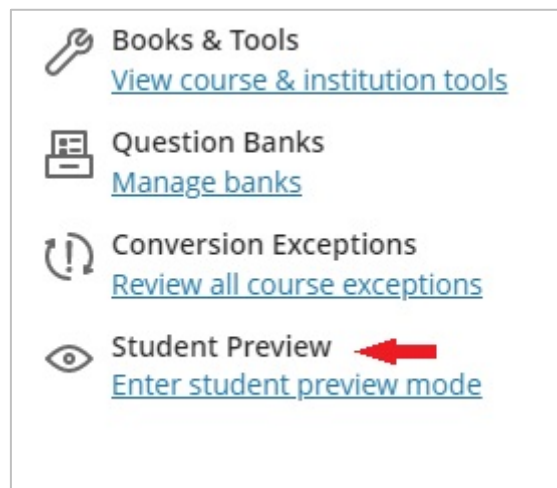 Books & Tools
View course & institution tools
Question Banks
Manage banks
Conversion Exceptions
Review all course exceptions
Student Preview
Enter student preview mode